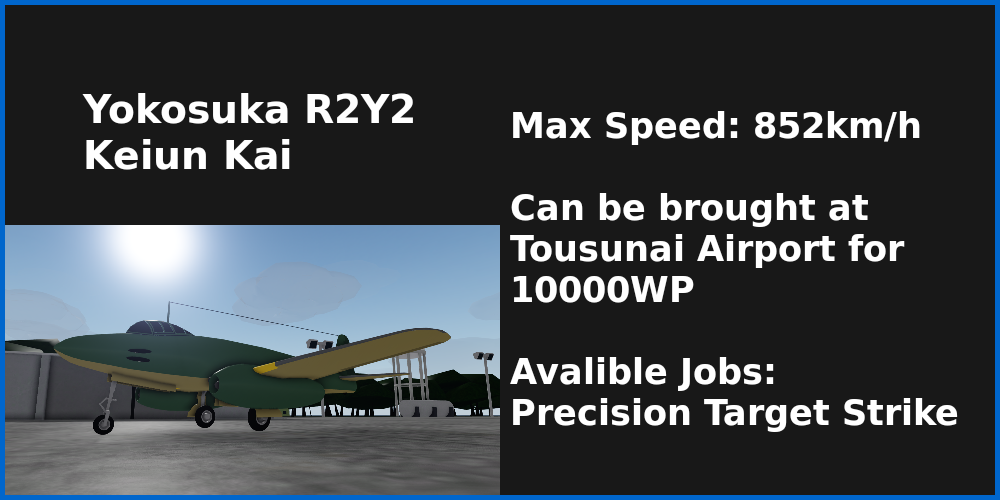 Yokosuka R2Y2
Keiun Kai
Max Speed: 852km/h
Can be brought at
Tousunai Airport for
10000WP
Avalible Jobs:
Precision Target Strike